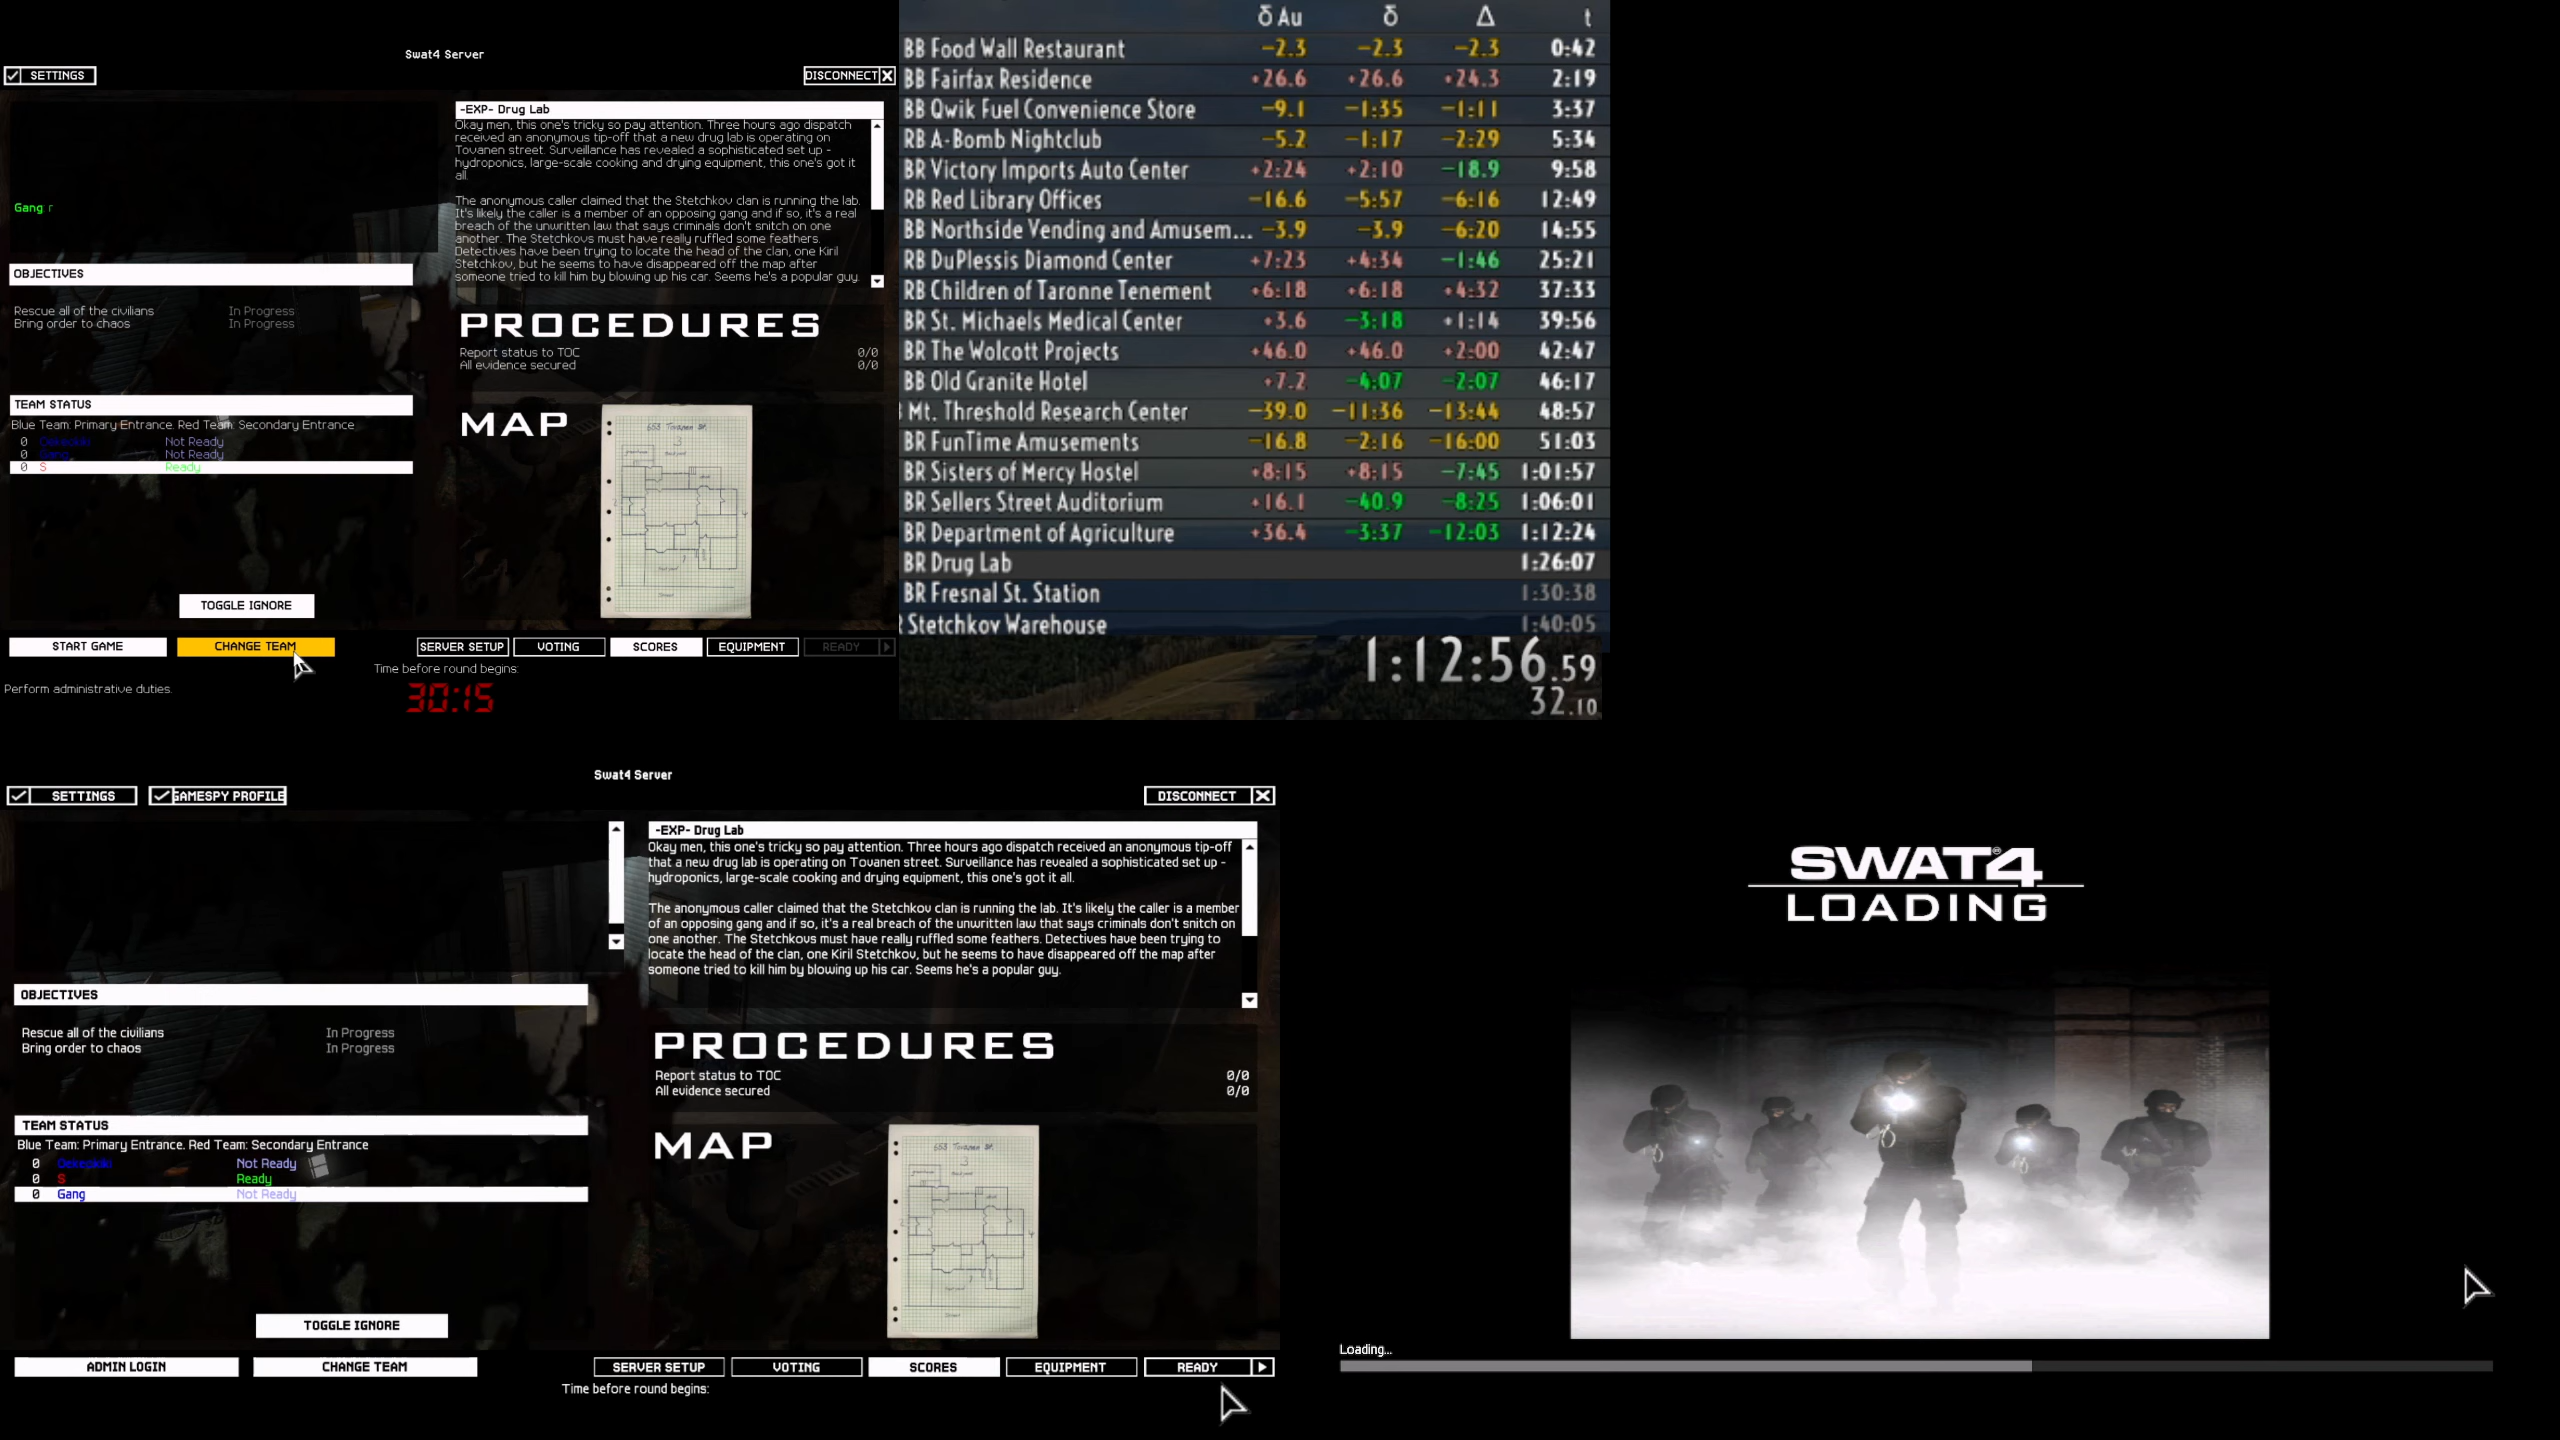 Swat4 Server
SETTINGS
DISCONNECT
-EXP- Drug Lab
Okay men, this one's tricky so pay attention. Three hours ago dispatch
received an anonymous tip-off that a new drug lab is operating on
Tovanen street. Surveillance has revealed a sophisticated set up -
hydroponics, large-scale cooking and drying equipment, this one's got it
all.
The anonymous caller claimed that the Stetchkov clan is running the lab.
It's likely the caller is a member of an opposing gang and if so, it's a real
breach of the unwritten law that says criminals don't snitch on one
another. The Stetchkovs must have really ruffled some feathers.
Detectives have been trying to locate the head of the clan, one Kiril
Stetchkov, but he seems to have disappeared off the map after
someone tried to kill him by blowing up his car. Seems he's a popular guy.
Gang r
OBJECTIVES
Rescue all of the civilians In Progress
Bring order to chaos In Progress
PROCEDURES
Report status to TOC 0/0
All evidence secured 0/0
TEAM STATUS
Blue Team: Primary Entrance. Red Team: Secondary Entrance
0 Not Ready
0 Gang Not Ready
0 S Ready
MAP
653 Tovanen St.
TOGGLE IGNORE
START GAME
CHANGE TEAM
SERVER SETUP
VOTING
SCORES
EQUIPMENT
READY
Time before round begins:
Perform administrative duties.
30:15
δ Au δ Δ t
BB Food Wall Restaurant −2.3 −2.3 −2.3 0:42
BB Fairfax Residence +26.6 +26.6 +24.3 2:19
BB Qwik Fuel Convenience Store −9.1 −1:35 −1:11 3:37
RB A-Bomb Nightclub −5.2 −1:17 −2:29 5:34
BR Victory Imports Auto Center +2:24 +2:10 −18.9 9:58
RB Red Library Offices −16.6 −5:57 −6:16 12:49
BB Northside Vending and Amusem... −3.9 −3.9 −6:20 14:55
RB DuPlessis Diamond Center +7:23 +4:34 −1:46 25:21
RB Children of Taronne Tenement +6:18 +6:18 +4:32 37:33
BR St. Michaels Medical Center +3.6 −3:18 +1:14 39:56
BR The Wolcott Projects +46.0 +46.0 +2:00 42:47
BB Old Granite Hotel +7.2 −4:07 −2:07 46:17
Mt. Threshold Research Center −39.0 −11:36 −13:44 48:57
BR FunTime Amusements −16.8 −2:16 −16:00 51:03
BR Sisters of Mercy Hostel +8:15 +8:15 −7:45 1:01:57
BR Sellers Street Auditorium +16.1 −40.9 −8:25 1:06:01
BR Department of Agriculture +36.4 −3:37 −12:03 1:12:24
BR Drug Lab 1:26:07
BR Fresnal St. Station 1:30:38
Stetchkov Warehouse 1:40:05
1:12:56.59
32.10
Swat4 Server
SETTINGS
GAMESPY PROFILE
DISCONNECT
-EXP- Drug Lab
Okay men, this one's tricky so pay attention. Three hours ago dispatch received an anonymous tip-off
that a new drug lab is operating on Tovanen street. Surveillance has revealed a sophisticated set up -
hydroponics, large-scale cooking and drying equipment, this one's got it all.
The anonymous caller claimed that the Stetchkov clan is running the lab. It's likely the caller is a member
of an opposing gang and if so, it's a real breach of the unwritten law that says criminals don't snitch on
one another. The Stetchkovs must have really ruffled some feathers. Detectives have been trying to
locate the head of the clan, one Kiril Stetchkov, but he seems to have disappeared off the map after
someone tried to kill him by blowing up his car. Seems he's a popular guy.
OBJECTIVES
Rescue all of the civilians In Progress
Bring order to chaos In Progress
PROCEDURES
Report status to TOC 0/0
All evidence secured 0/0
TEAM STATUS
Blue Team: Primary Entrance. Red Team: Secondary Entrance
0 Not Ready
0 S Ready
0 Gang Not Ready
MAP
653 Tovanen St.
TOGGLE IGNORE
ADMIN LOGIN
CHANGE TEAM
SERVER SETUP
VOTING
SCORES
EQUIPMENT
READY
Time before round begins:
SWAT4
LOADING
Loading...